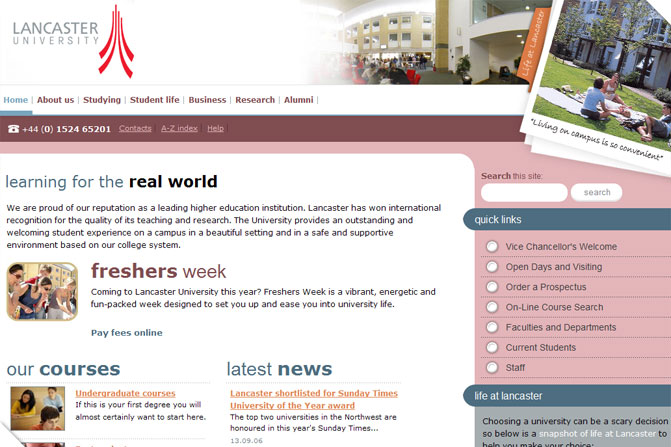 LANCASTER
UNIVERSITY
Life at Lancaster
"Living on campus is so convenient"
Home | About us | Studying | Student life | Business | Research | Alumni |
+44 (0) 1524 65201 Contacts | A-Z index | Help |
Search this site:
search
learning for the real world
We are proud of our reputation as a leading higher education institution. Lancaster has won international
recognition for the quality of its teaching and research. The University provides an outstanding and
welcoming student experience on a campus in a beautiful setting and in a safe and supportive
environment based on our college system.
freshers week
Coming to Lancaster University this year? Freshers Week is a vibrant, energetic and
fun-packed week designed to set you up and ease you into university life.
Pay fees online
our courses
Undergraduate courses
If this is your first degree you will
almost certainly want to start here.
latest news
Lancaster shortlisted for Sunday Times
University of the Year award
The top two universities in the Northwest are
honoured in this year's Sunday Times...
13.09.06
quick links
Vice Chancellor's Welcome
Open Days and Visiting
Order a Prospectus
On-Line Course Search
Faculties and Departments
Current Students
Staff
life at lancaster
Choosing a university can be a scary decision
so below is a snapshot of life at Lancaster to
help you make your choice: